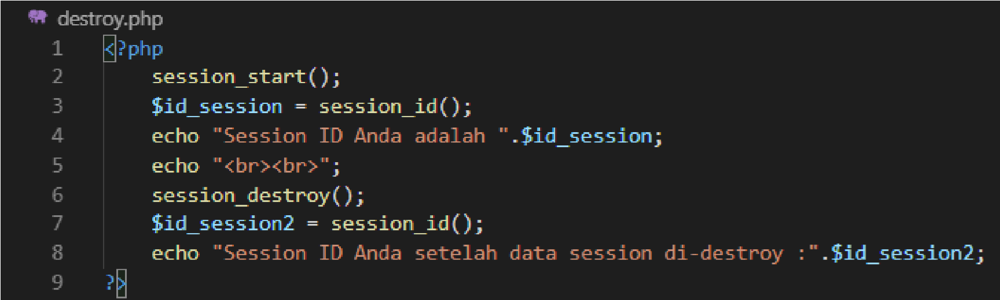 destroy.php
1 <?php
2 session_start();
3 $id_session = session_id();
4 echo "Session ID Anda adalah ".$id_session;
5 echo "<br><br>";
6 session_destroy();
7 $id_session2 = session_id();
8 echo "Session ID Anda setelah data session di-destroy :".$id_session2;
9 ?>